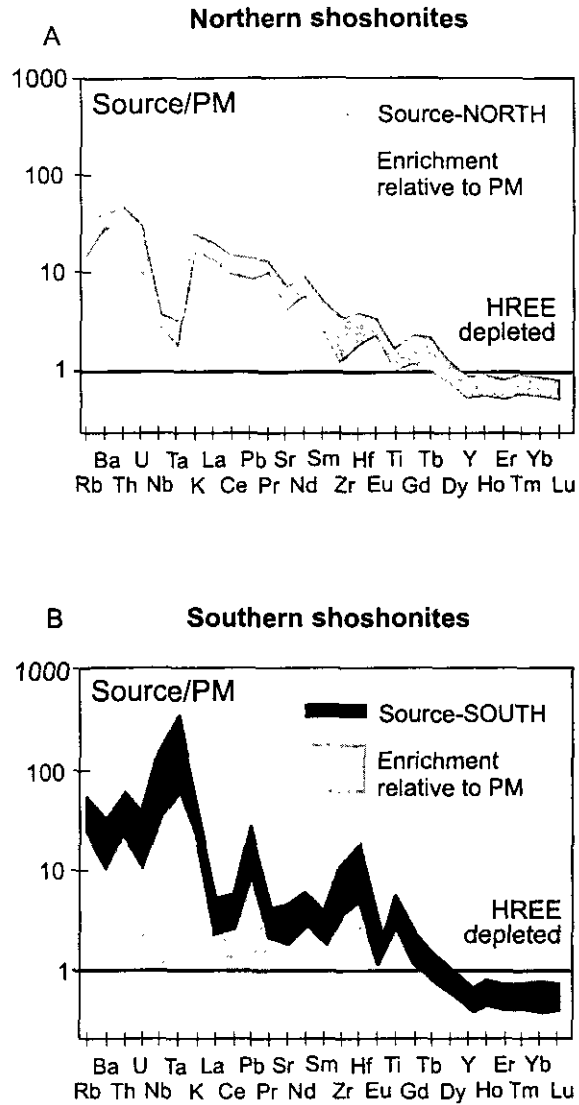 Northern shoshonites
A
1000
100
10
1
Source/PM
Source-NORTH
Enrichment
relative to PM
HREE
depleted
Ba U Ta La Pb Sr Sm Hf Ti Tb Y Er Yb
Rb Th Nb K Ce Pr Nd Zr Eu Gd Dy Ho Tm Lu
B
Southern shoshonites
1000
100
10
1
Source/PM
Source-SOUTH
Enrichment
relative to PM
HREE
depleted
Ba U Ta La Pb Sr Sm Hf Ti Tb Y Er Yb
Rb Th Nb K Ce Pr Nd Zr Eu Gd Dy Ho Tm Lu